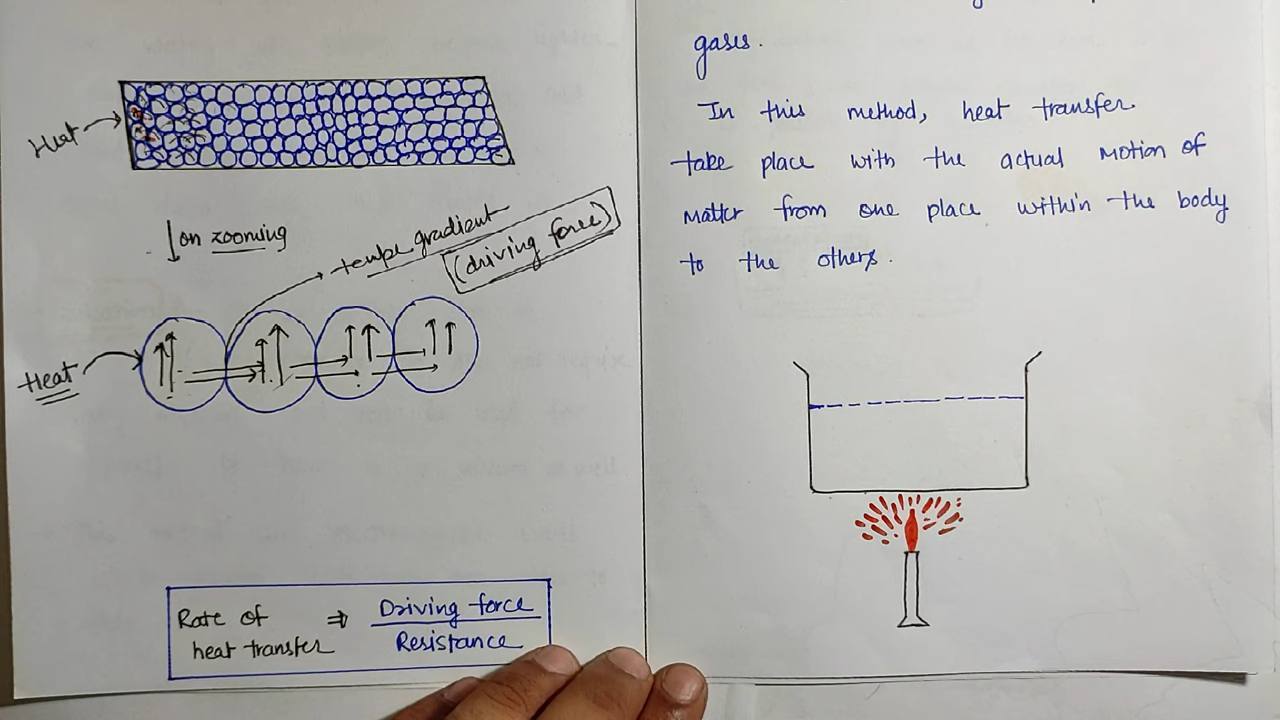 Heat
on zooming
tempe gradient
(driving force)
Heat
Rate of
heat transfer ⇒ Driving force
Resistance
gases.
In this method, heat transfer
take place with the actual motion of
matter from one place within the body
to the others.